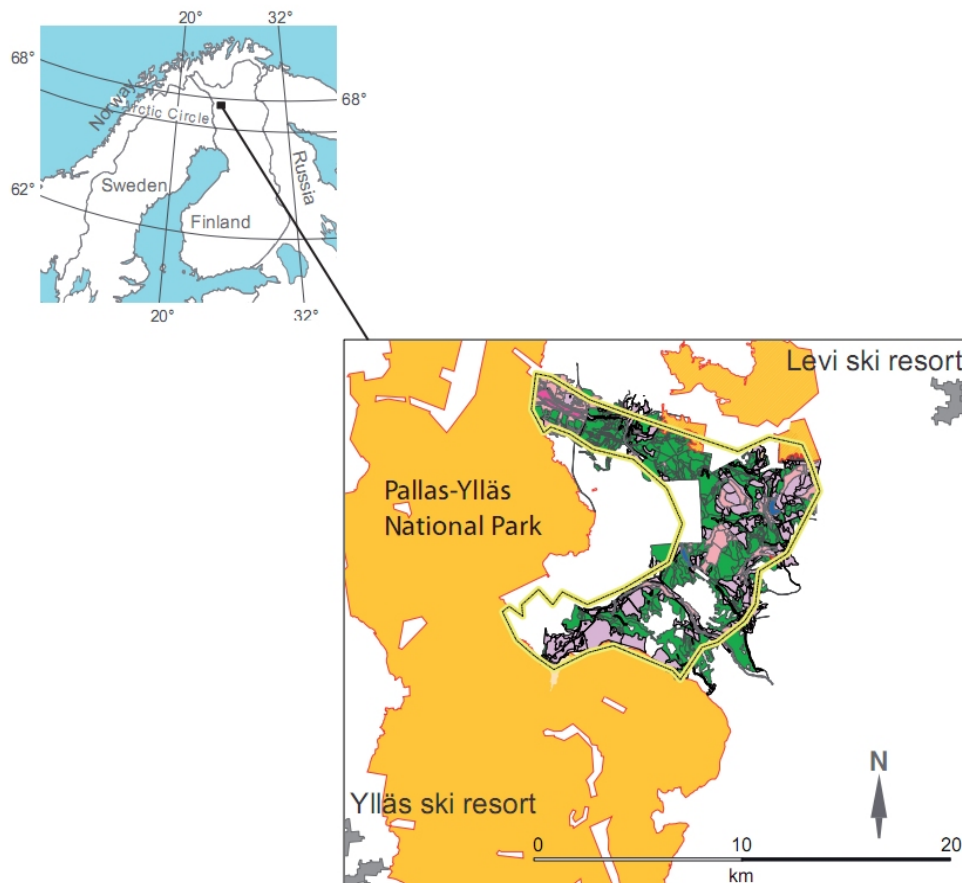 20° 32°
68°
68°
Norway
Arctic Circle
62°
Sweden
Russia
Finland
20° 32°
Levi ski resort
Pallas-Ylläs
National Park
N
Ylläs ski resort
0 10 20
km